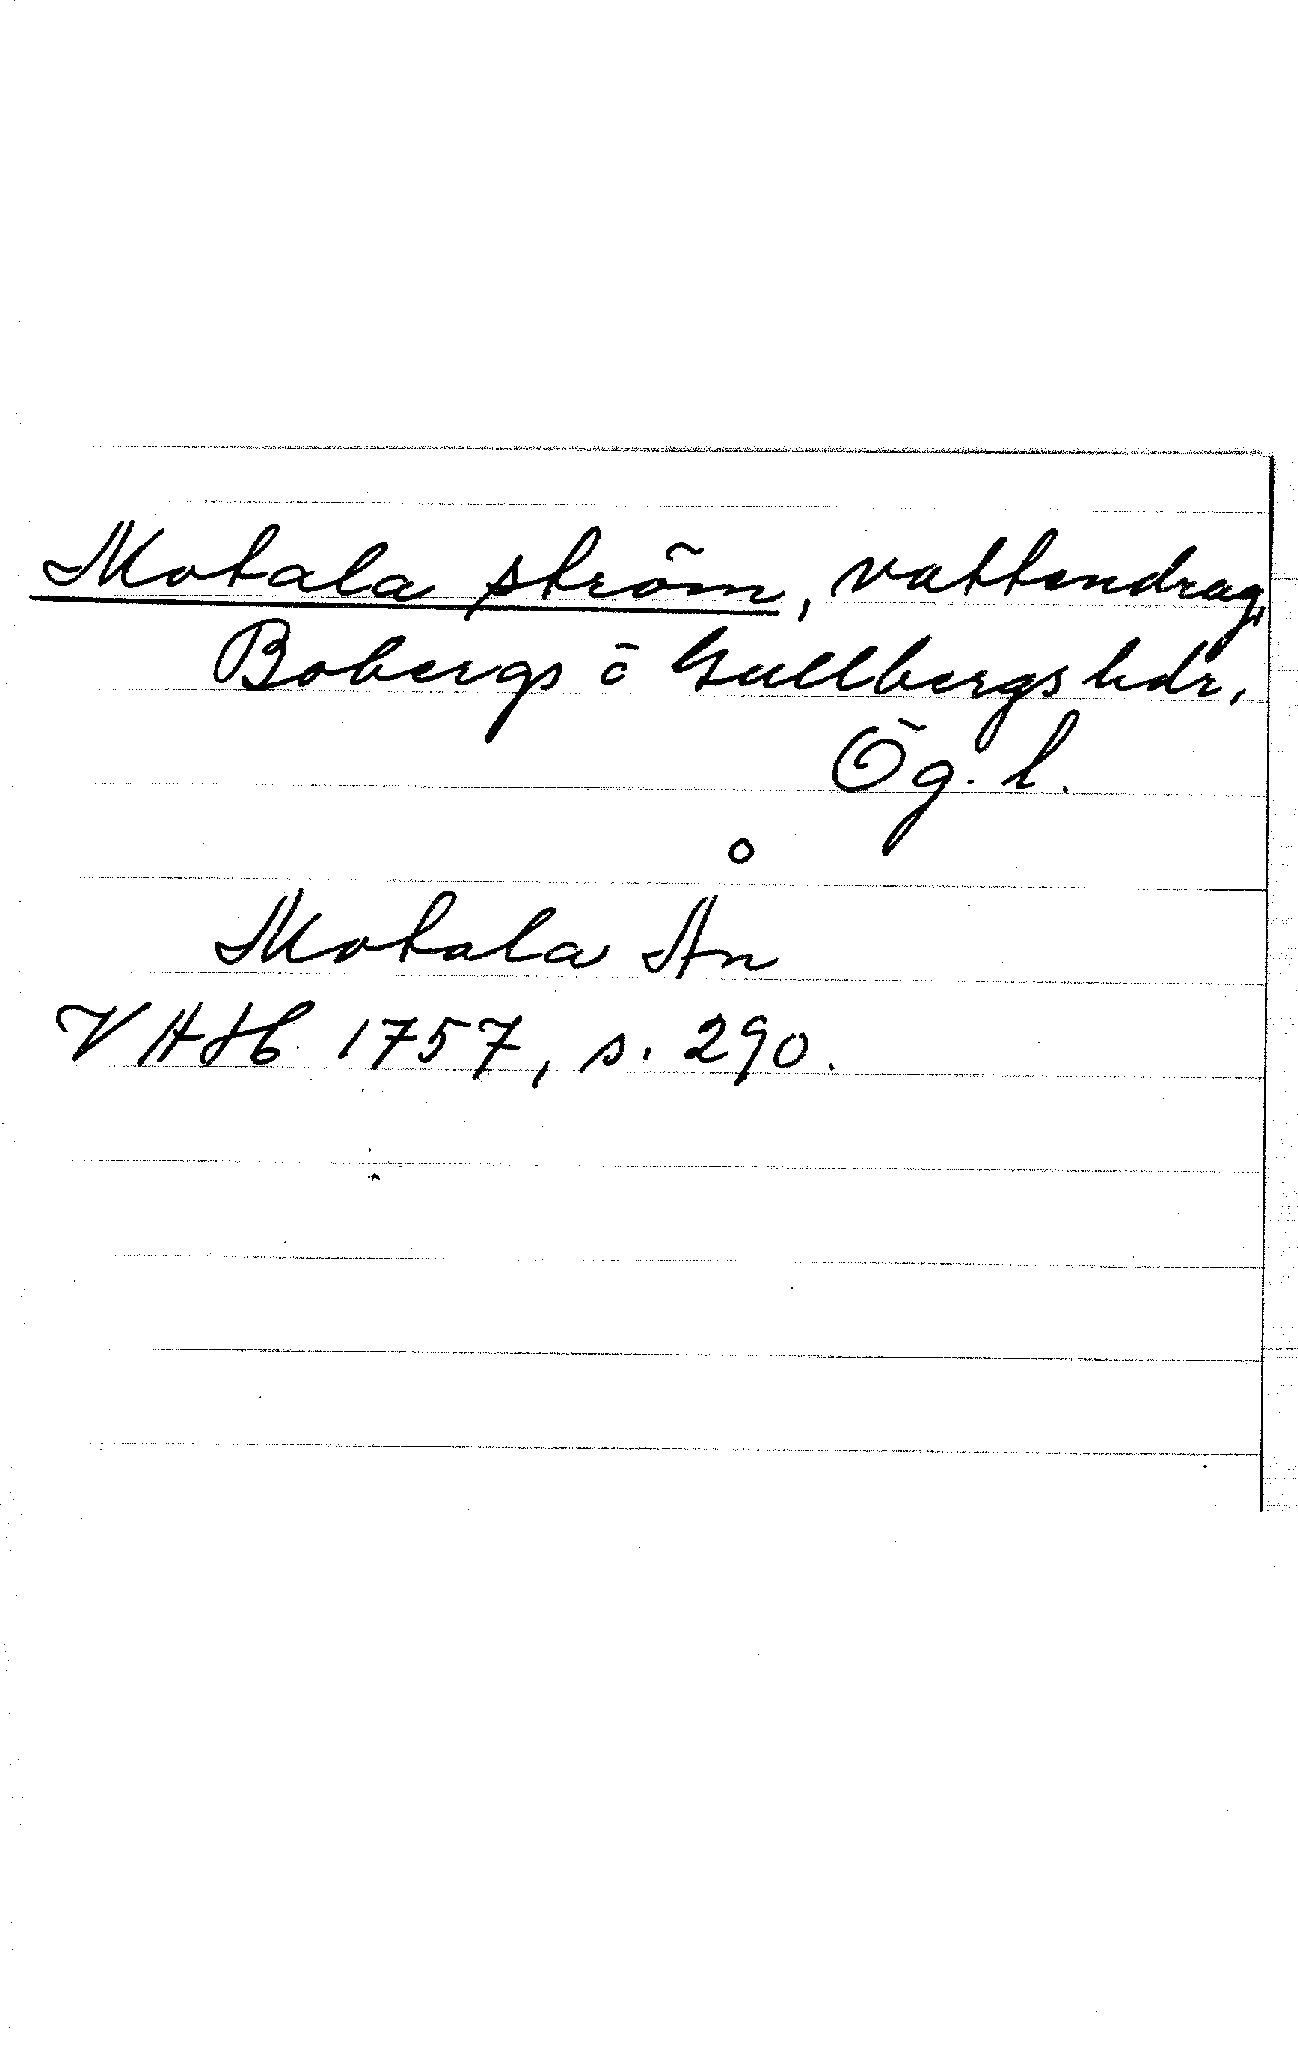 Motala ström, vattendrag,
Bobergs o Gullbergs hdr,
Ög. l.
Motala Ån
VHH 1757, s. 290.